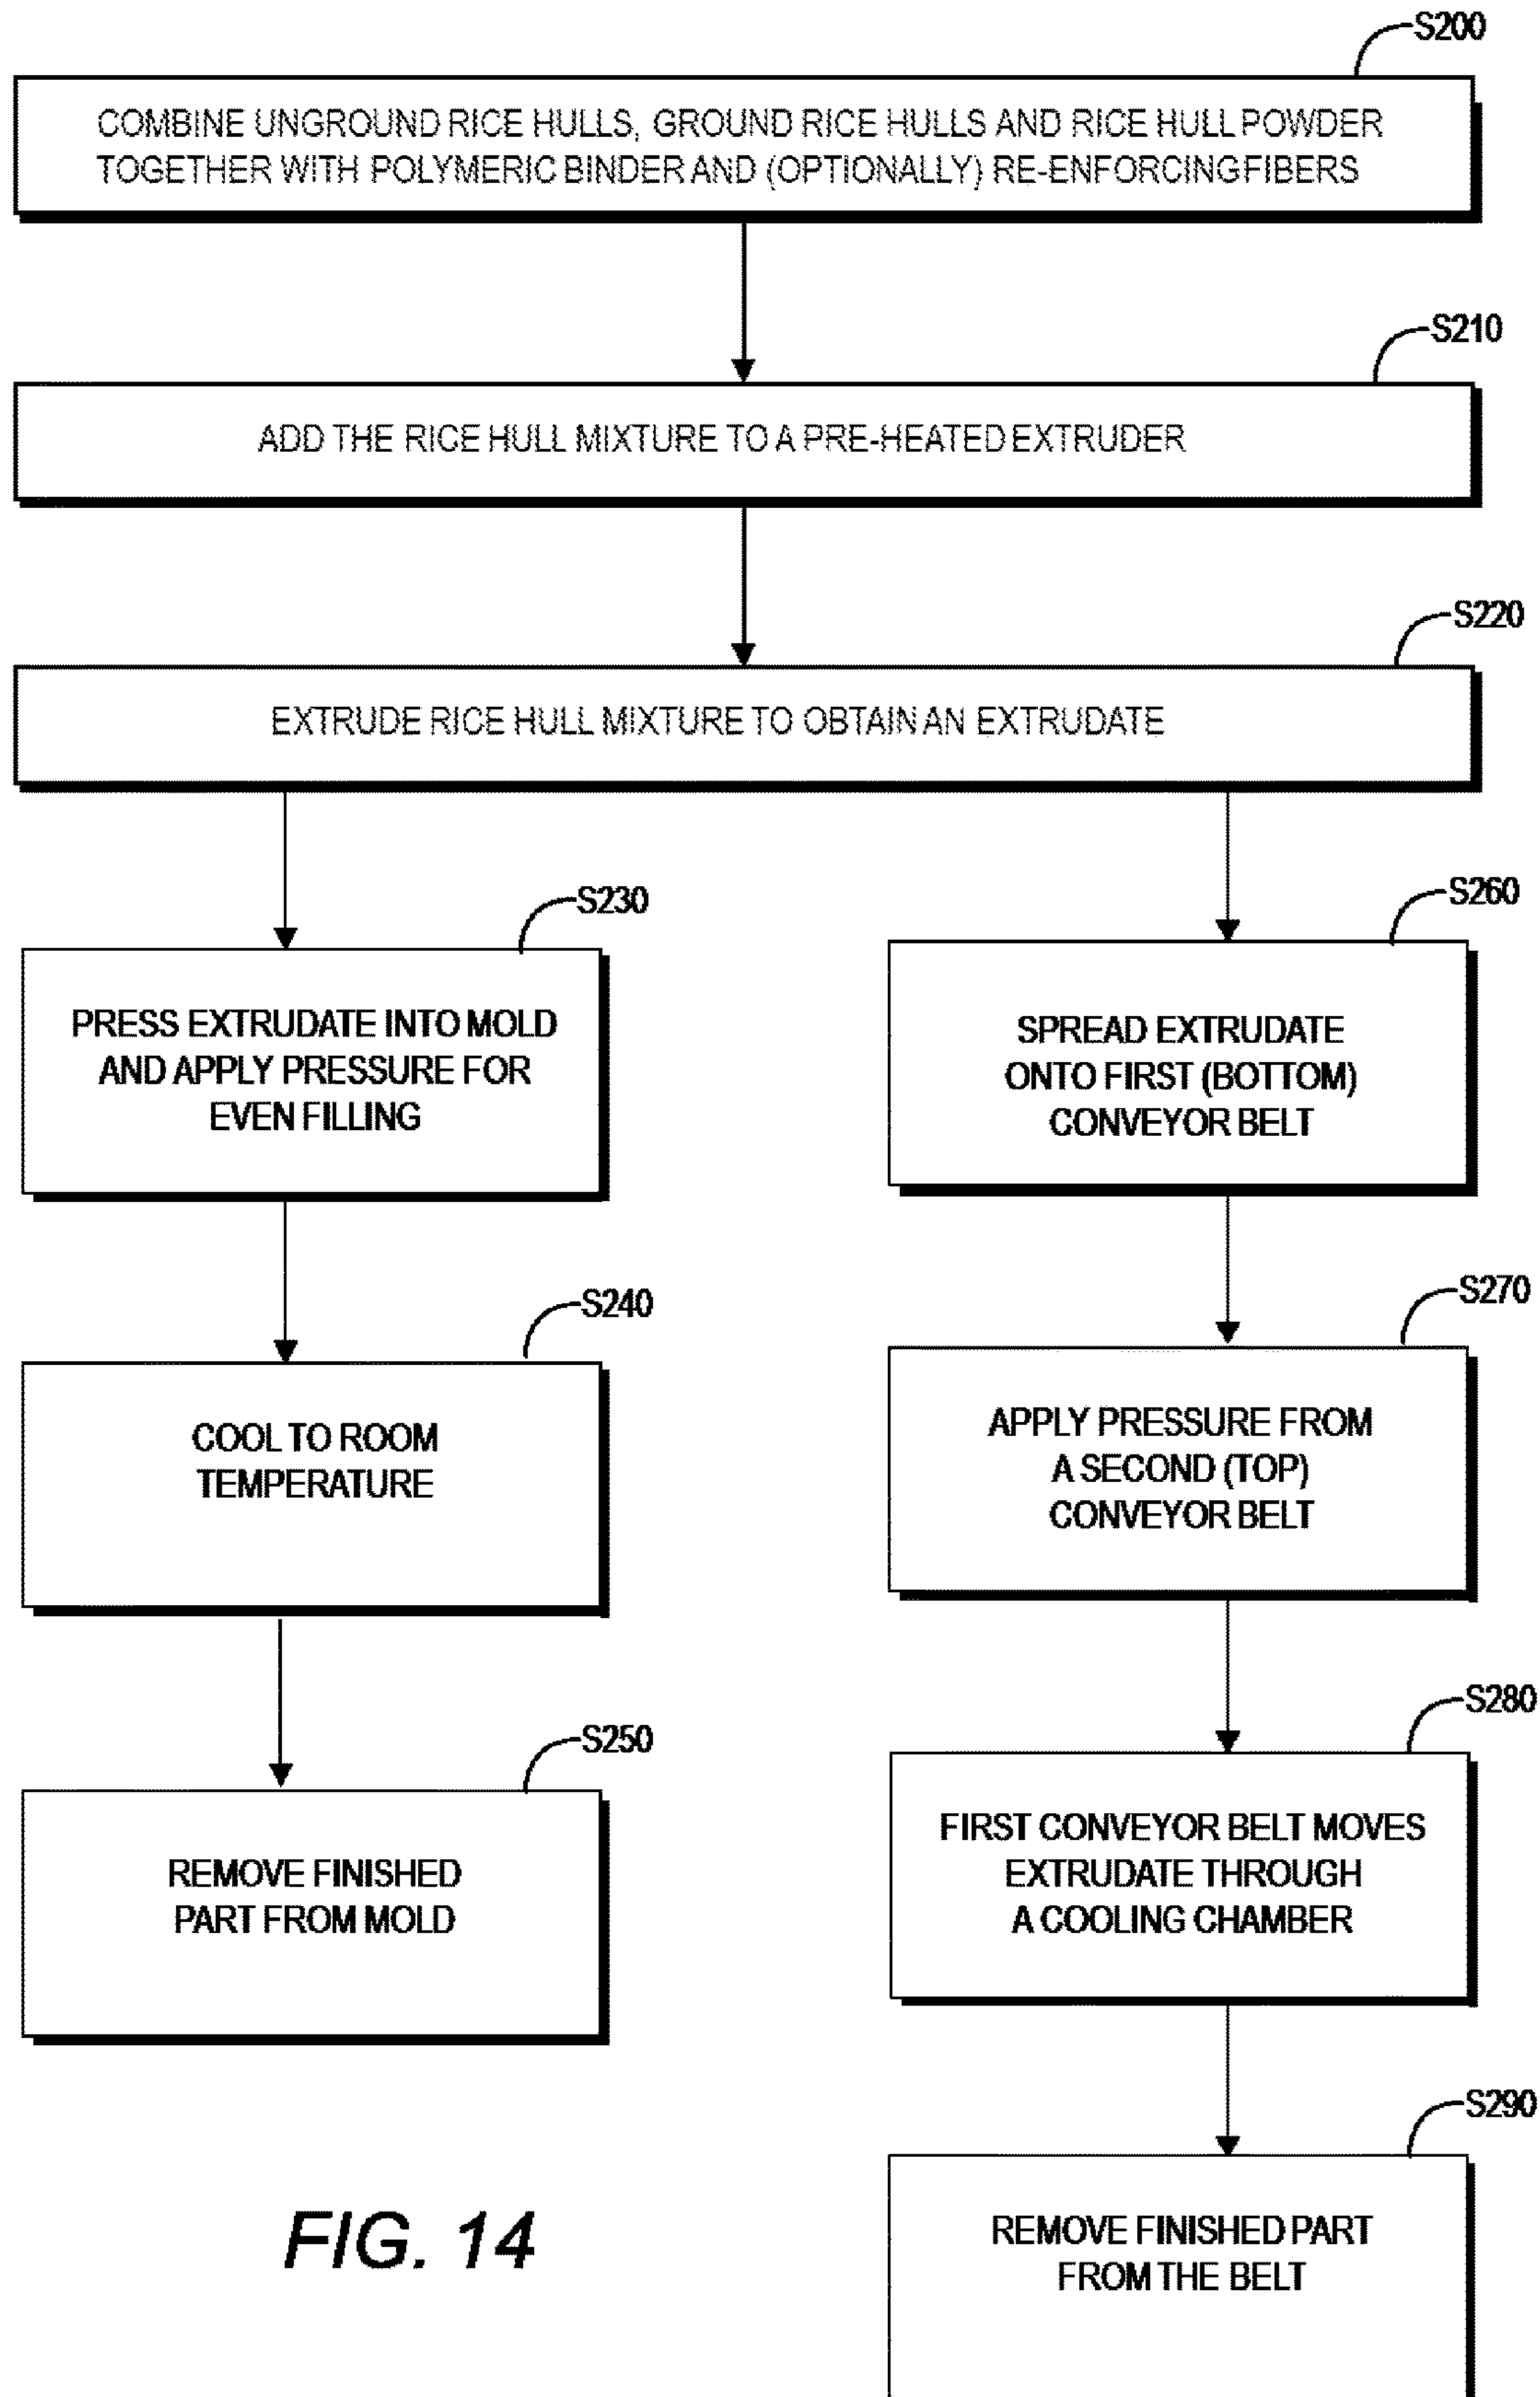 S200
COMBINE UNGROUND RICE HULLS, GROUND RICE HULLS AND RICE HULL POWDER
TOGETHER WITH POLYMERIC BINDER AND (OPTIONALLY) RE-ENFORCING FIBERS
S210
ADD THE RICE HULL MIXTURE TO A PRE-HEATED EXTRUDER
S220
EXTRUDE RICE HULL MIXTURE TO OBTAIN AN EXTRUDATE
S230
PRESS EXTRUDATE INTO MOLD
AND APPLY PRESSURE FOR
EVEN FILLING
S240
COOL TO ROOM
TEMPERATURE
S250
REMOVE FINISHED
PART FROM MOLD
S260
SPREAD EXTRUDATE
ONTO FIRST (BOTTOM)
CONVEYOR BELT
S270
APPLY PRESSURE FROM
A SECOND (TOP)
CONVEYOR BELT
S280
FIRST CONVEYOR BELT MOVES
EXTRUDATE THROUGH
A COOLING CHAMBER
S290
REMOVE FINISHED PART
FROM THE BELT
FIG. 14